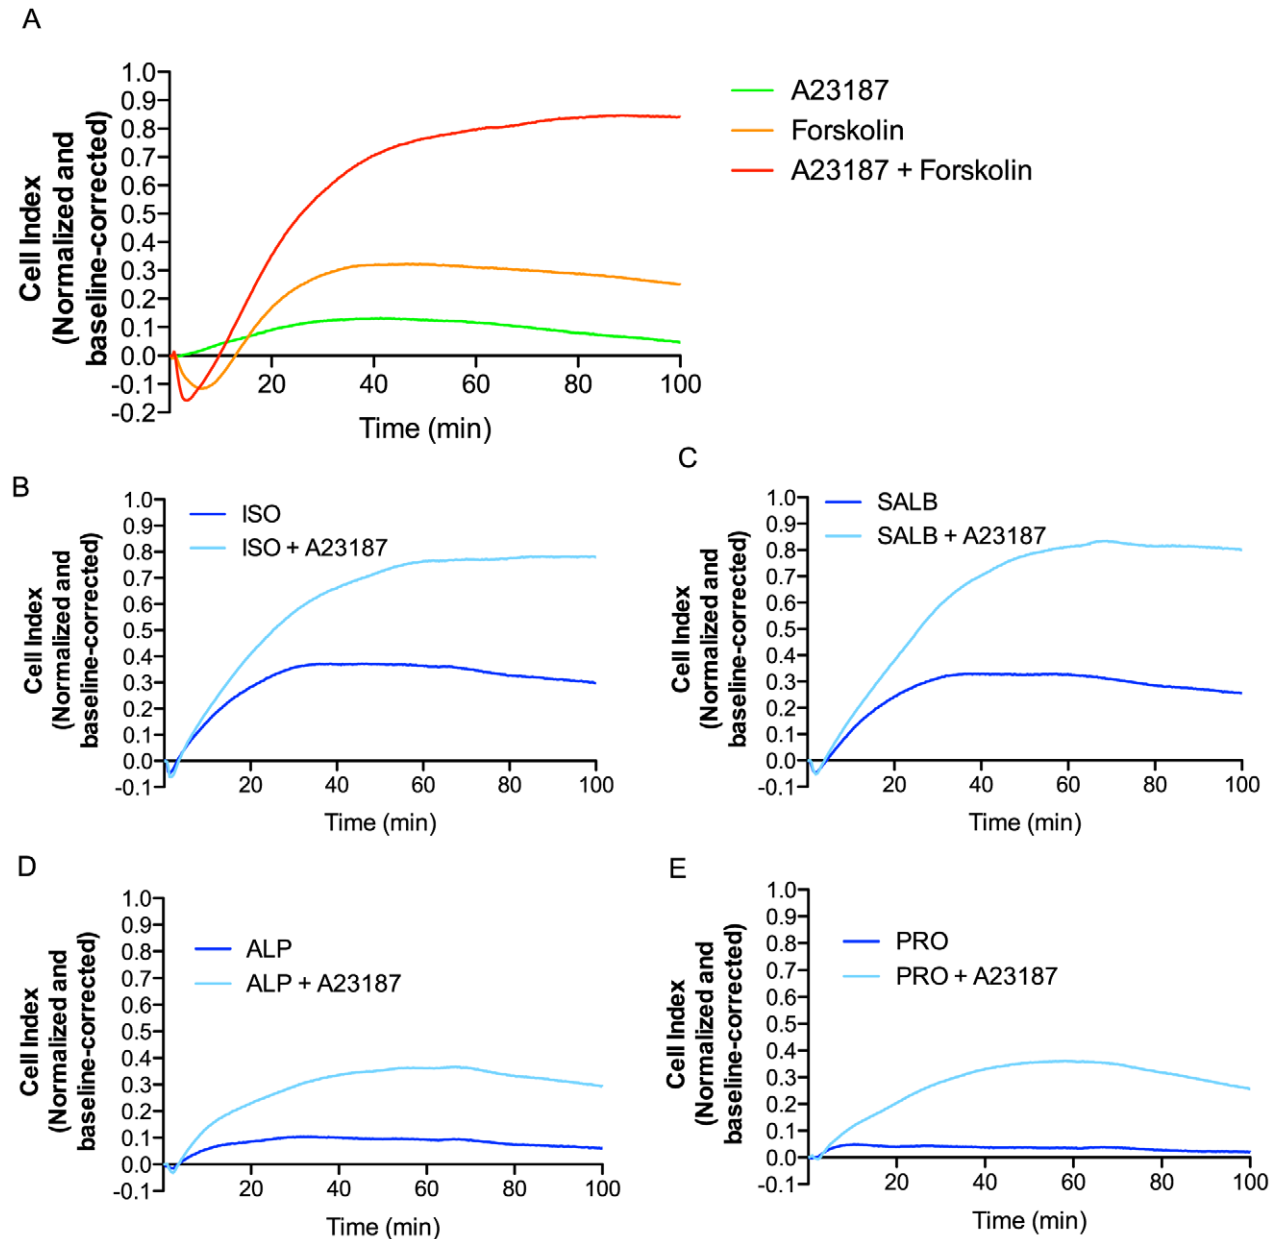 A
1.0
0.9
0.8
0.7
0.6
0.5
0.4
0.3
0.2
0.1
0.0
-0.1
-0.2
20
40
60
80
100
Cell Index
(Normalized and
baseline-corrected)
Time (min)
A23187
Forskolin
A23187 + Forskolin
B
1.0
0.9
0.8
0.7
0.6
0.5
0.4
0.3
0.2
0.1
0.0
-0.1
20
40
60
80
100
Cell Index
(Normalized and
baseline-corrected)
Time (min)
ISO
ISO + A23187
C
1.0
0.9
0.8
0.7
0.6
0.5
0.4
0.3
0.2
0.1
0.0
-0.1
20
40
60
80
100
Cell Index
(Normalized and
baseline-corrected)
Time (min)
SALB
SALB + A23187
D
1.0
0.9
0.8
0.7
0.6
0.5
0.4
0.3
0.2
0.1
0.0
-0.1
20
40
60
80
100
Cell Index
(Normalized and
baseline-corrected)
Time (min)
ALP
ALP + A23187
E
1.0
0.9
0.8
0.7
0.6
0.5
0.4
0.3
0.2
0.1
0.0
-0.1
20
40
60
80
100
Cell Index
(Normalized and
baseline-corrected)
Time (min)
PRO
PRO + A23187